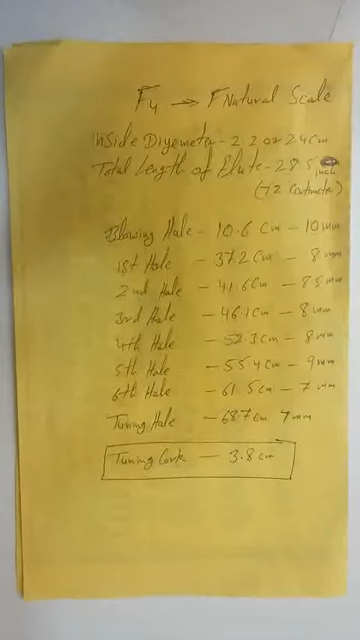 F4 → F Natural Scale
Inside Diyemeter - 2.2 or 2.4 cm
Total Length of Flute - 28.5 inch
(72 Centimeter)
Blowing Hole - 10.6 cm - 10 mm
1st Hole - 37.2 cm - 8 mm
2nd Hole - 41.6 cm - 8.5 mm
3rd Hole - 46.1 cm - 8 mm
4th Hole - 52.3 cm - 8 mm
5th Hole - 55.4 cm - 9 mm
6th Hole - 61.5 cm - 7 mm
Tuning Hole - 68.7 cm 7 mm
Tuning Cork - 3.8 cm